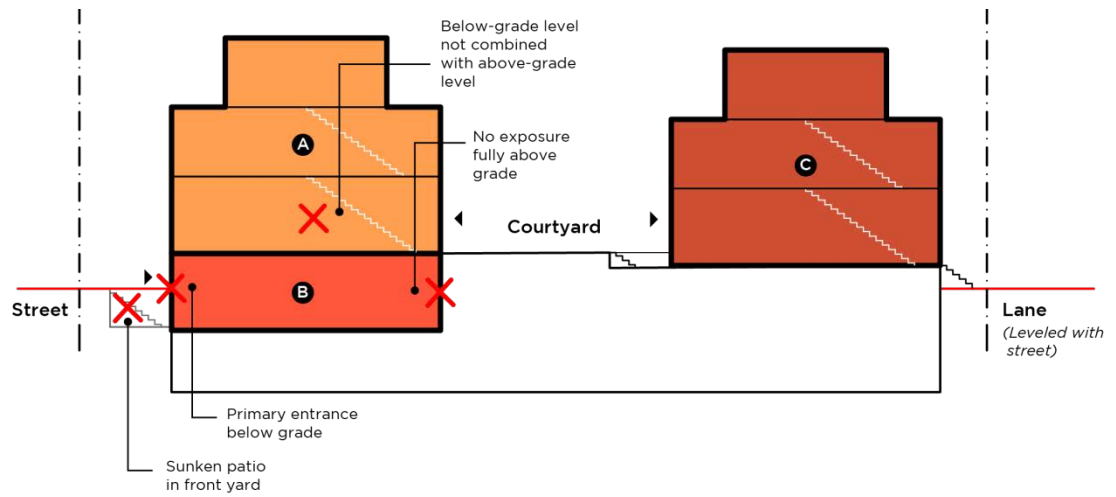 Below-grade level
not combined
with above-grade
level
No exposure
fully above
grade
A
C
Courtyard
B
Street
Lane
(Leveled with
street)
Primary entrance
below grade
Sunken patio
in front yard